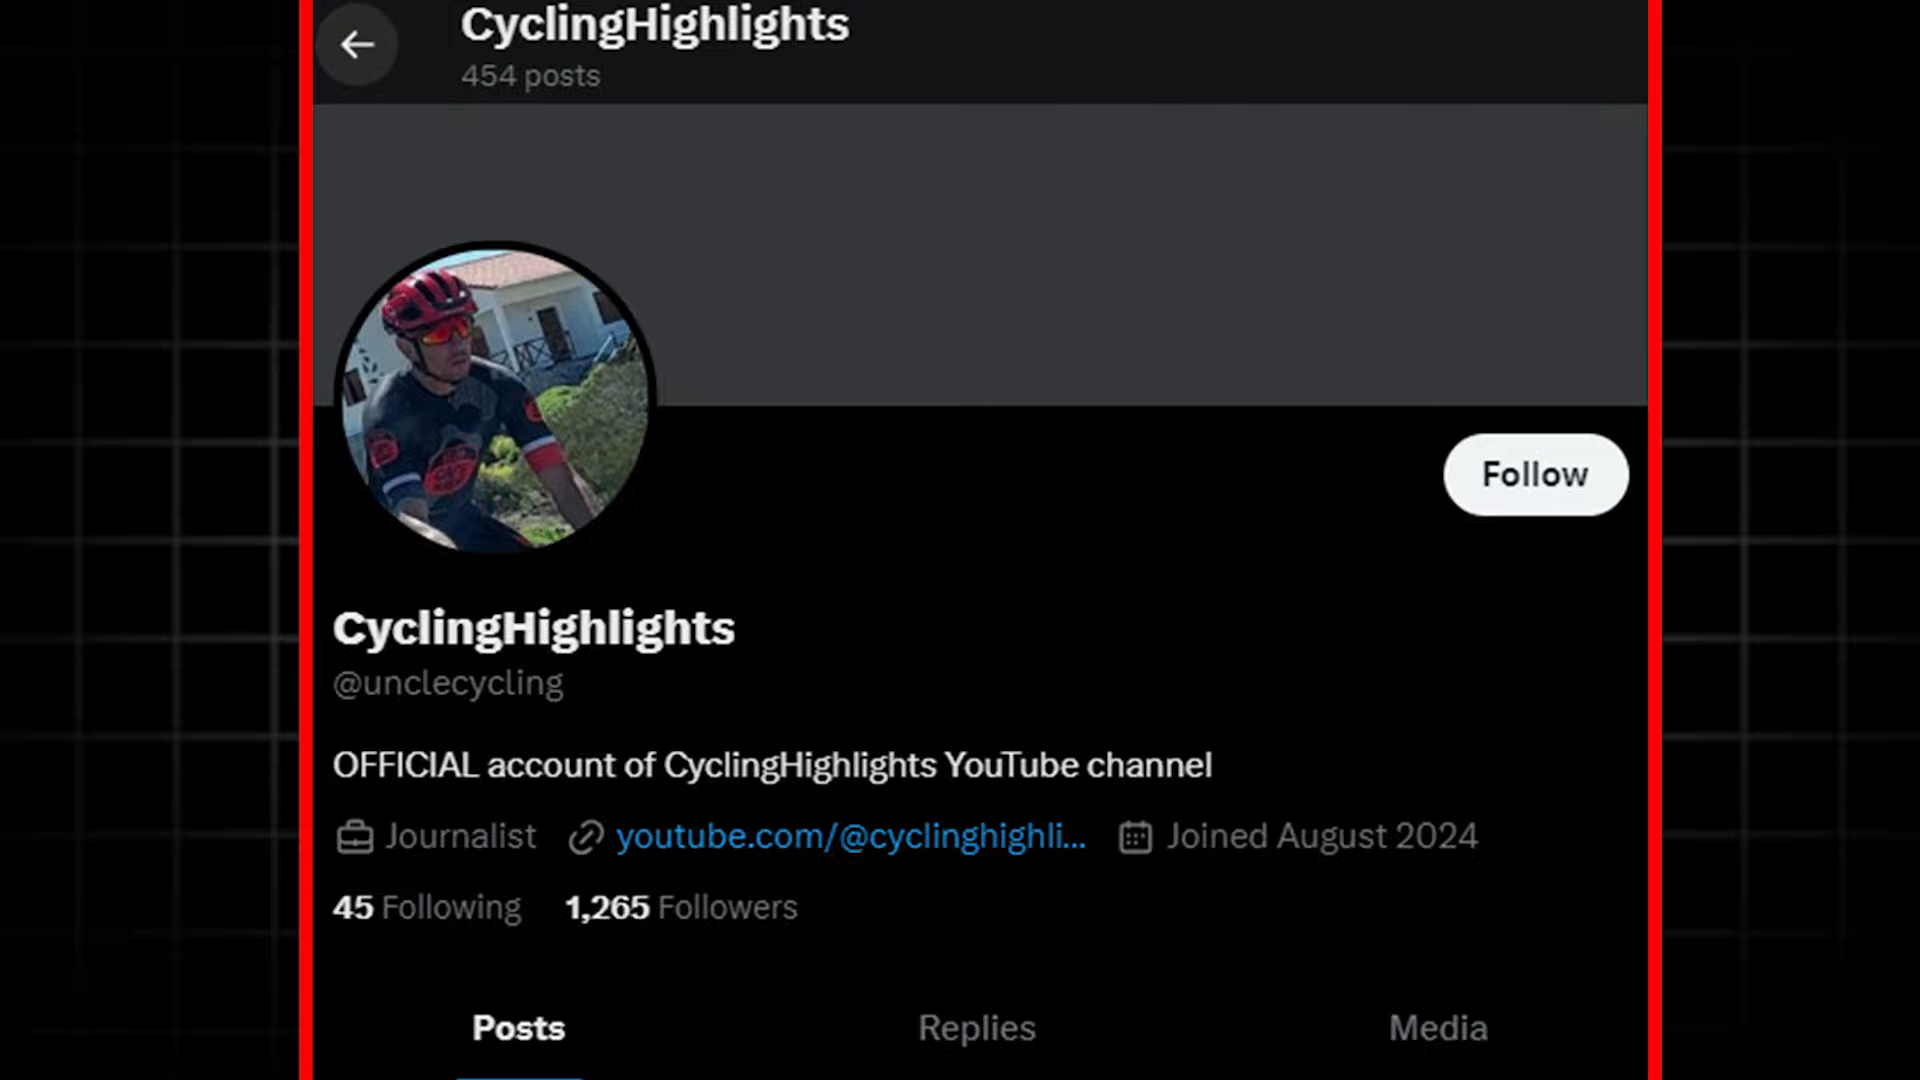 CyclingHighlights
454 posts
Follow
CyclingHighlights
@unclecycling
OFFICIAL account of CyclingHighlights YouTube channel
Journalist youtube.com/@cyclinghighli... Joined August 2024
45 Following 1,265 Followers
Posts Replies Media